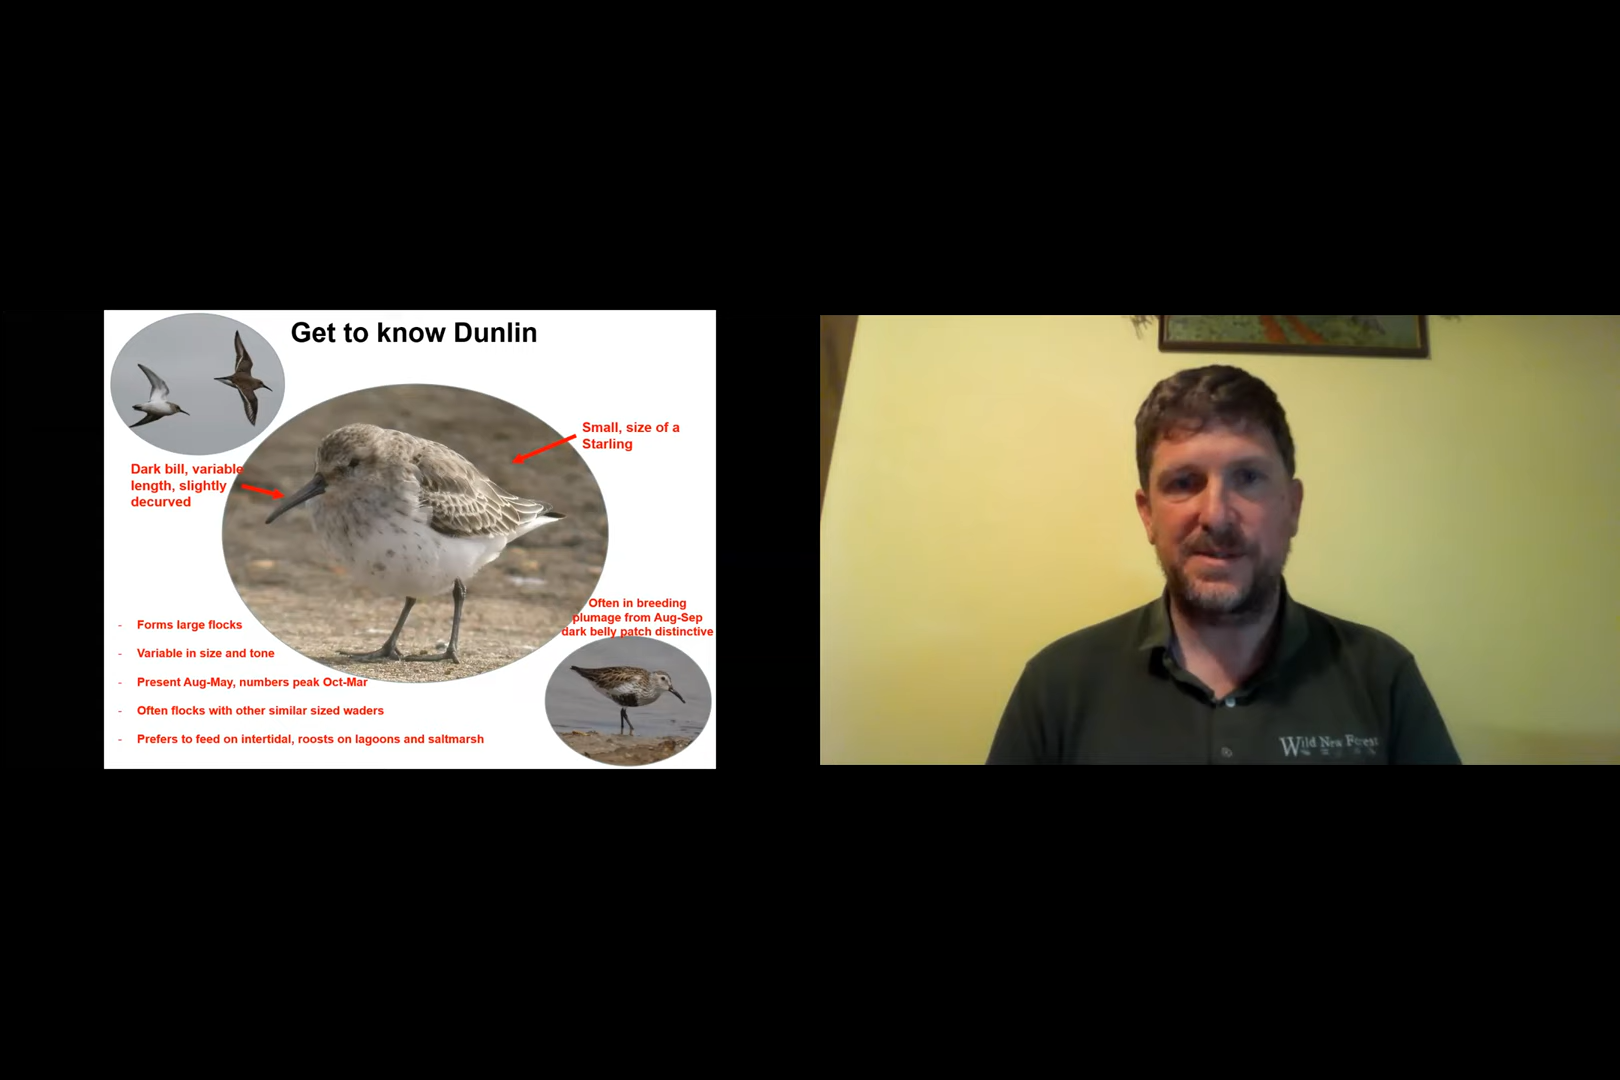 Get to know Dunlin
Small, size of a
Starling
Dark bill, variable
length, slightly
decurved
Often in breeding
plumage from Aug-Sep
dark belly patch distinctive
- Forms large flocks
- Variable in size and tone
- Present Aug-May, numbers peak Oct-Mar
- Often flocks with other similar sized waders
- Prefers to feed on intertidal, roosts on lagoons and saltmarsh
Wild New Forest